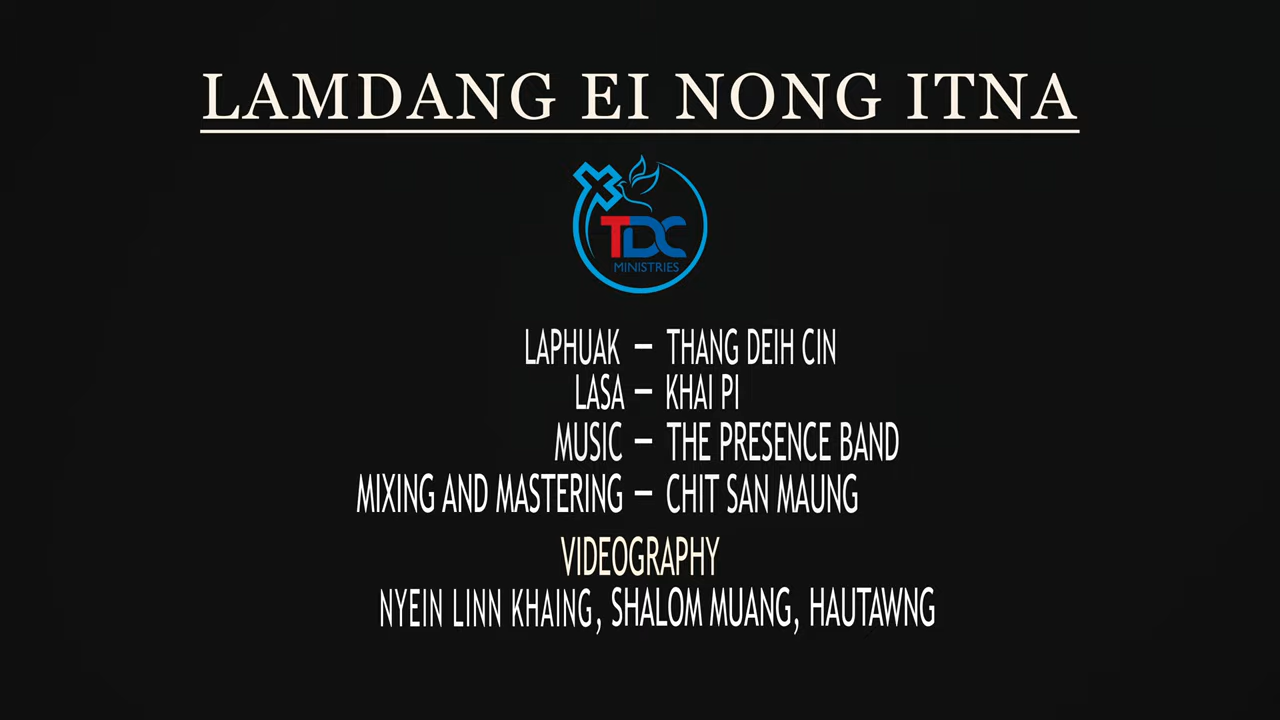 LAMDANG EI NONG ITNA
TDC
MINISTRIES
LAPHUAK – THANG DEIH CIN
LASA – KHAI PI
MUSIC – THE PRESENCE BAND
MIXING AND MASTERING – CHIT SAN MAUNG
VIDEOGRAPHY
NYEIN LINN KHAING, SHALOM MUANG, HAUTAWNG